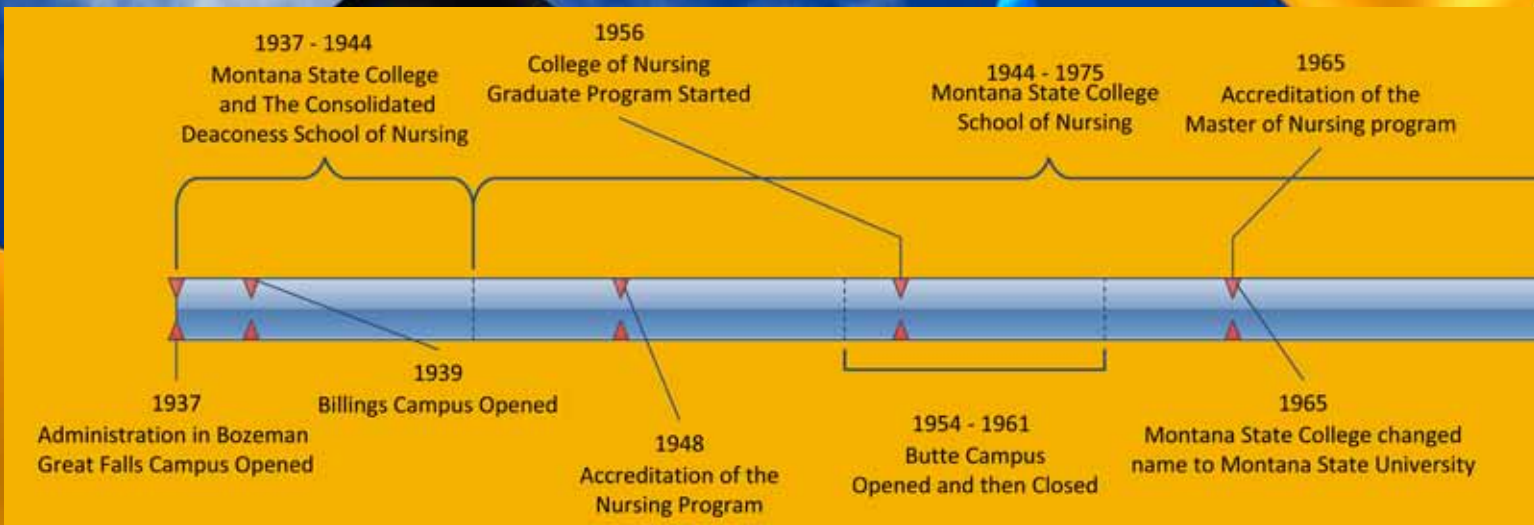 1937 - 1944
Montana State College
and The Consolidated
Deaconess School of Nursing
1956
College of Nursing
Graduate Program Started
1944 - 1975
Montana State College
School of Nursing
1965
Accreditation of the
Master of Nursing program
1937
Administration in Bozeman
Great Falls Campus Opened
1939
Billings Campus Opened
1948
Accreditation of the
Nursing Program
1954 - 1961
Butte Campus
Opened and then Closed
1965
Montana State College changed
name to Montana State University